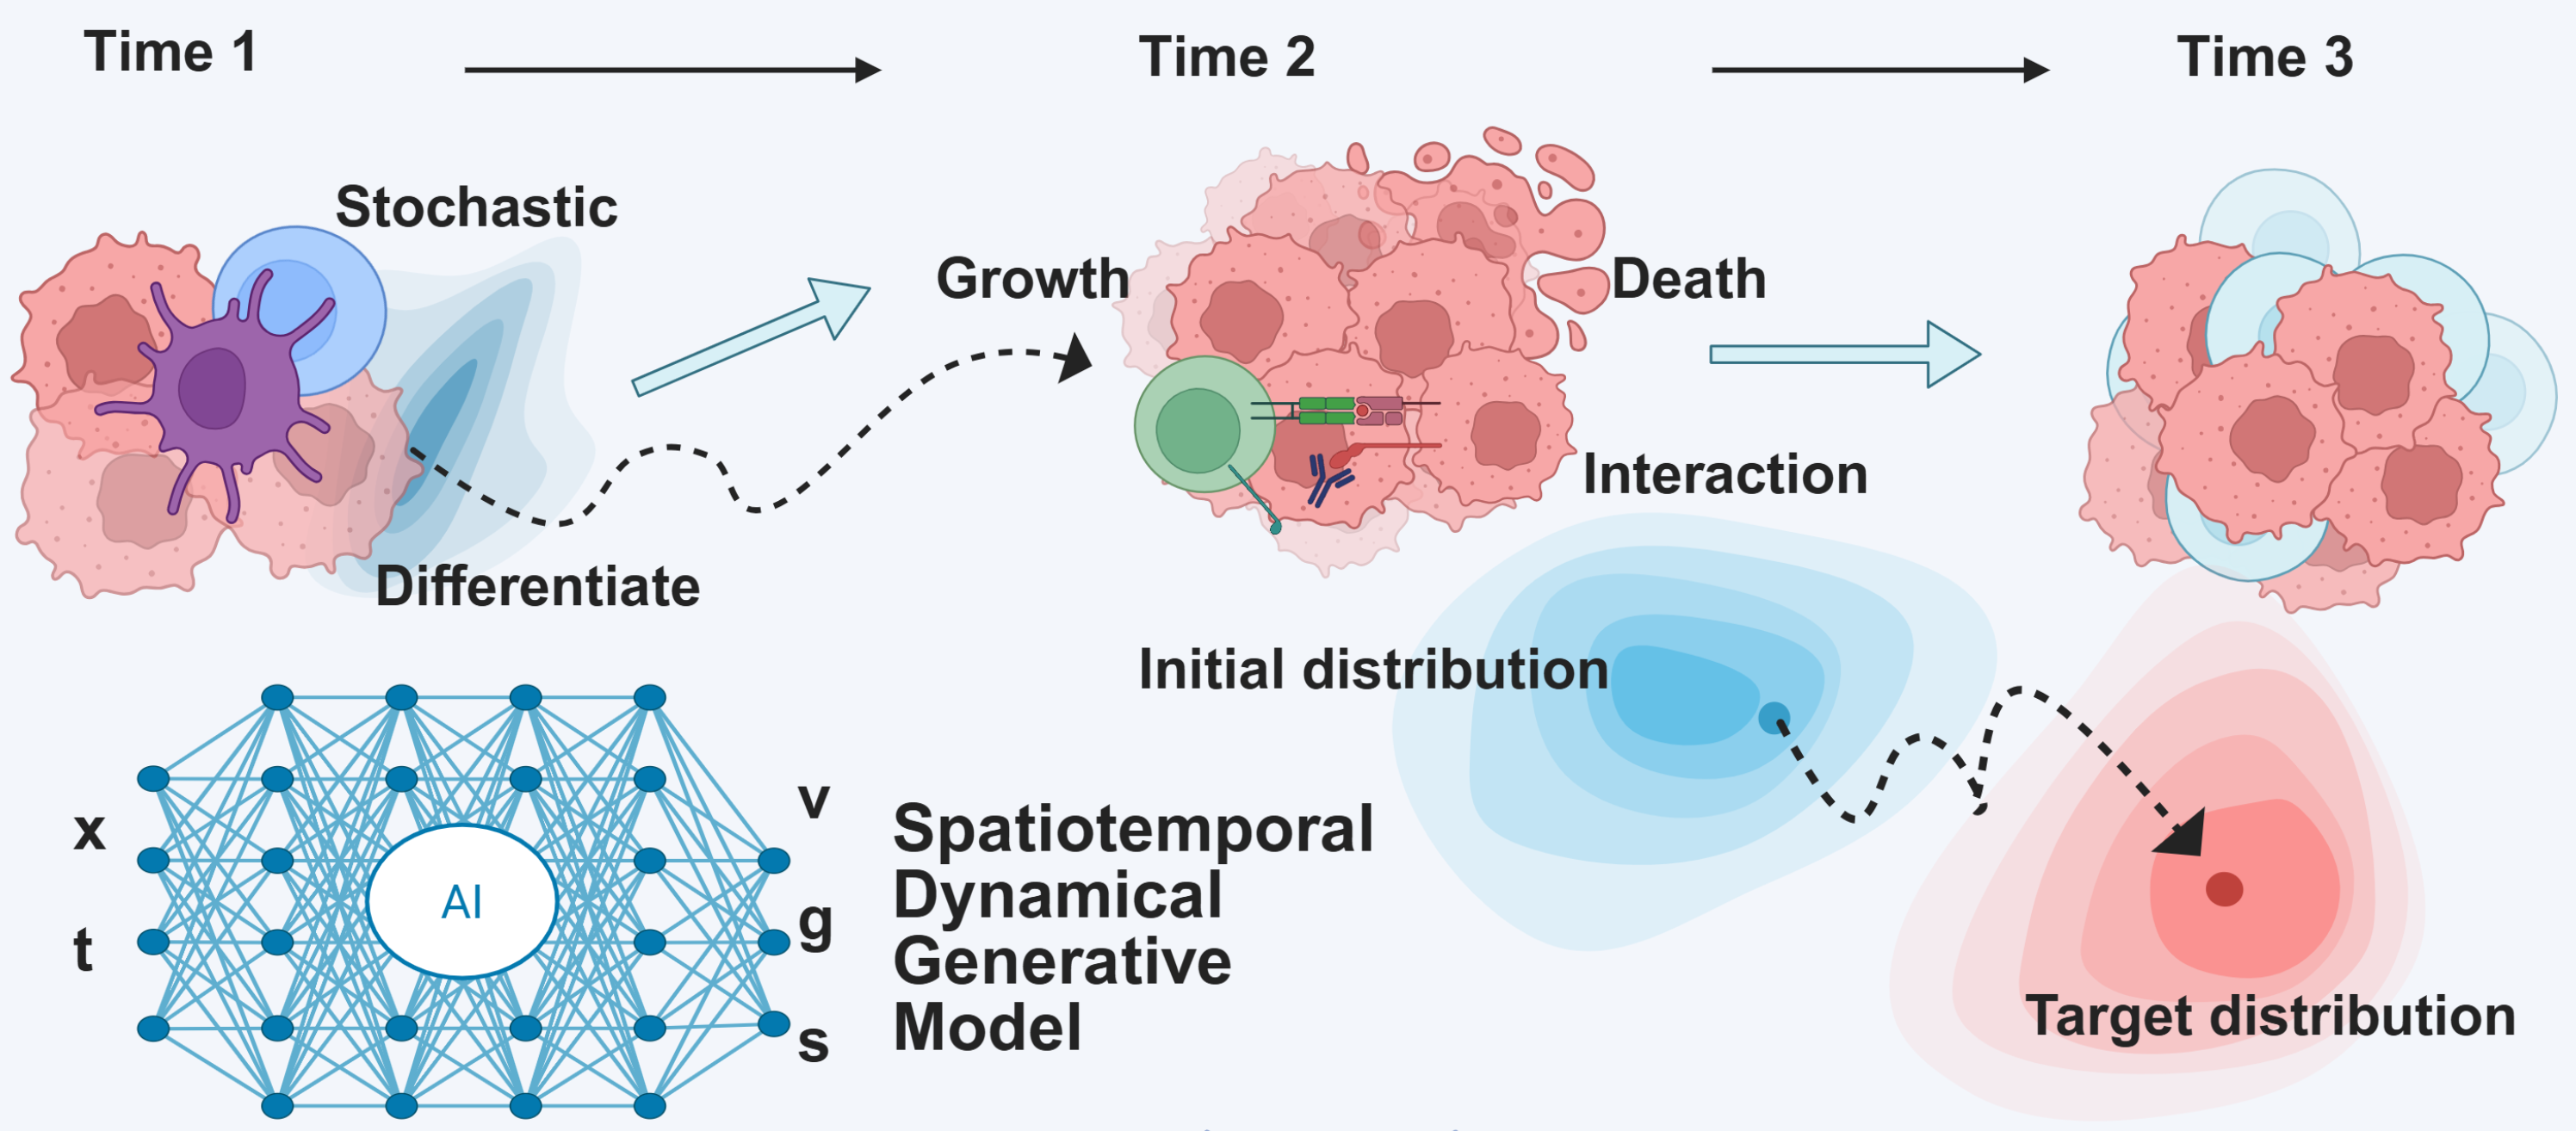 Time 1
Time 2
Time 3
Stochastic
Growth
Death
Differentiate
Interaction
Initial distribution
x
t
AI
v
g
s
Spatiotemporal
Dynamical
Generative
Model
Target distribution